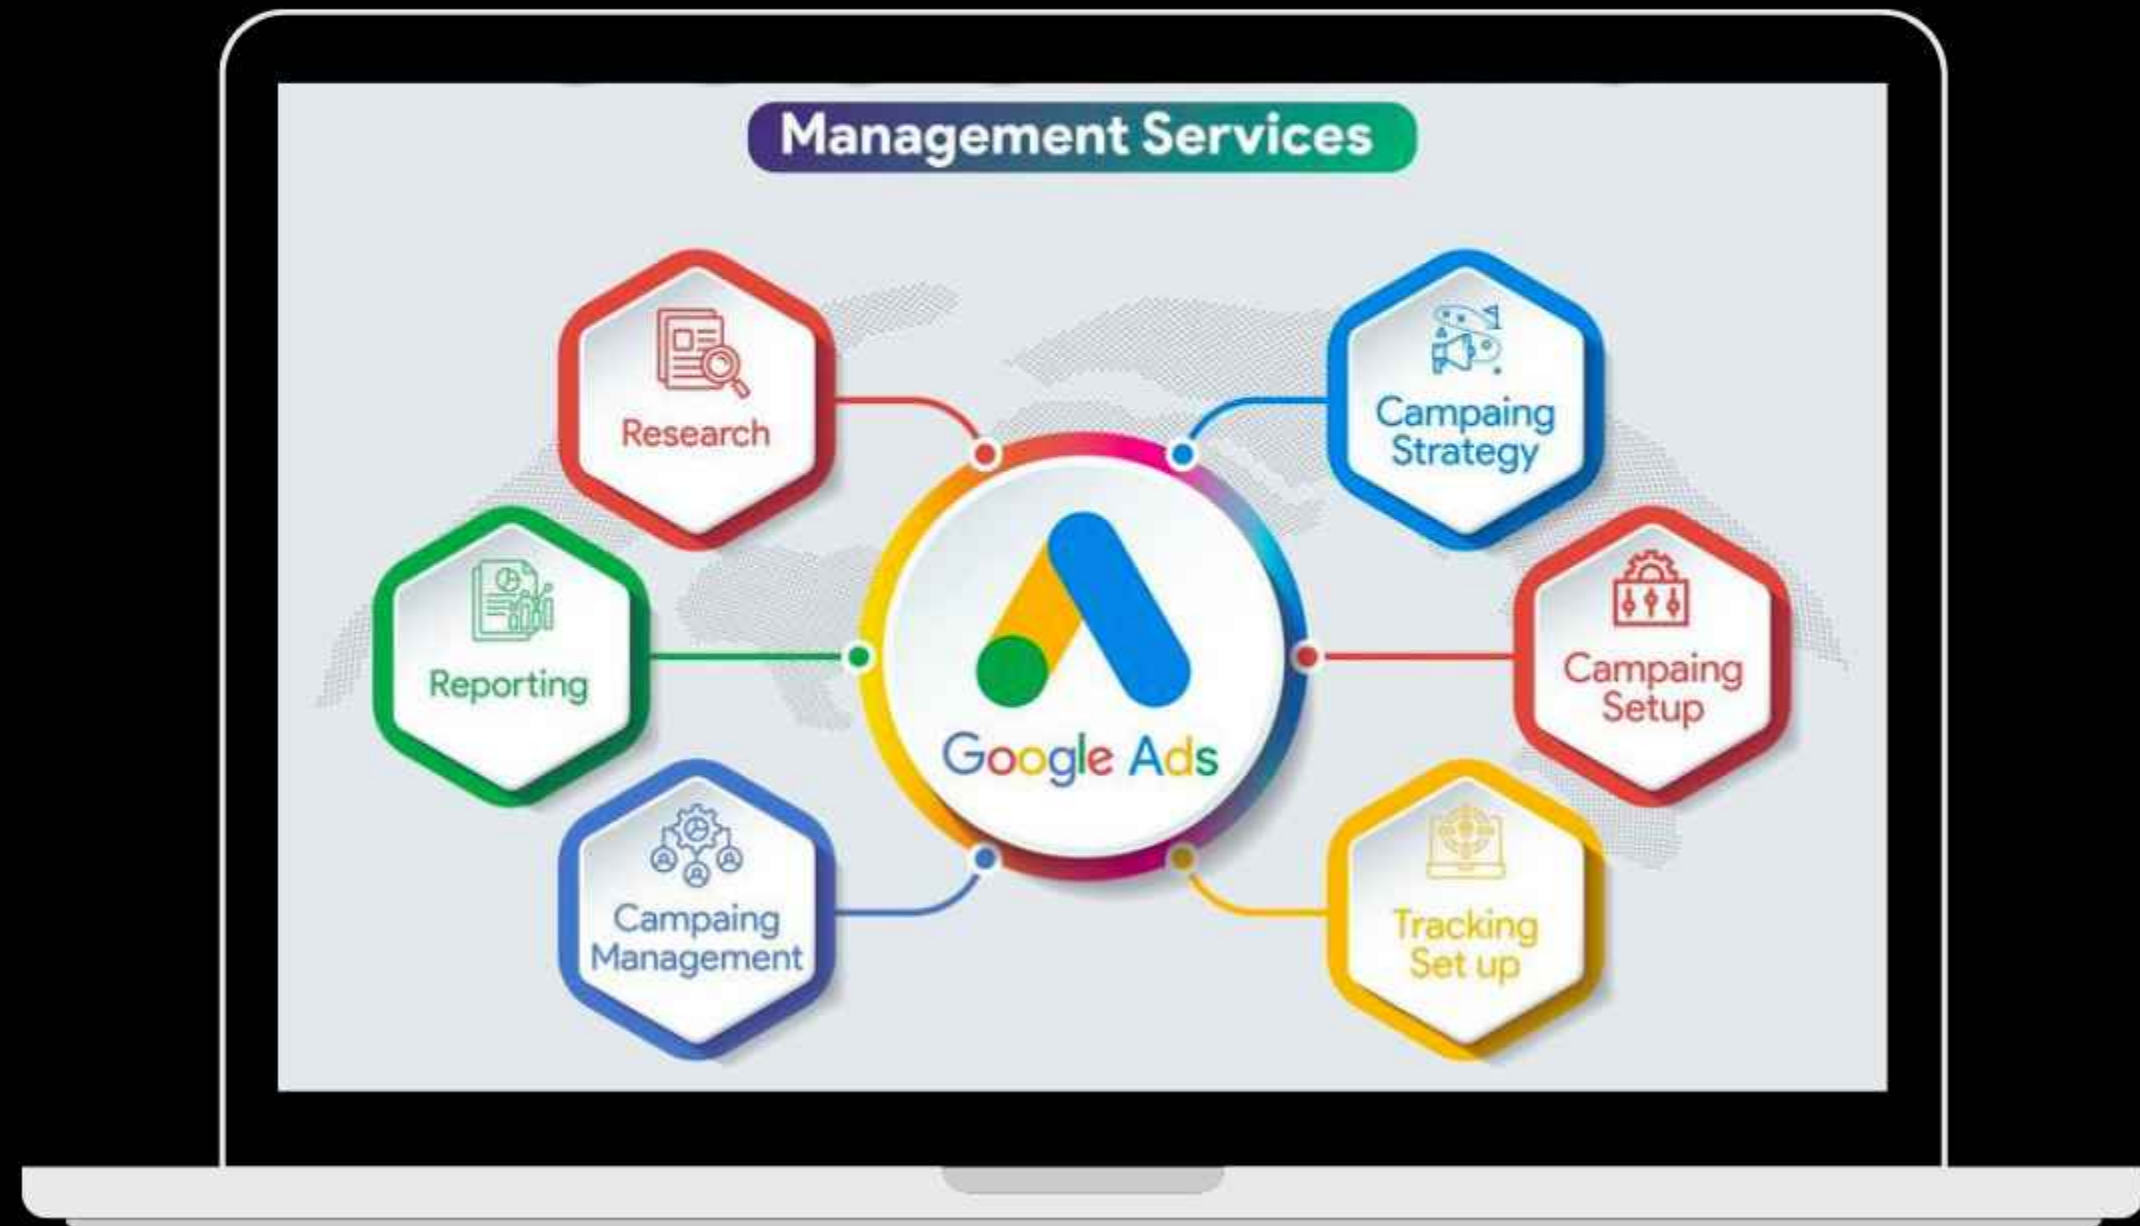 Management Services
Research
Campaing
Strategy
Reporting
Campaing
Setup
Google Ads
Campaing
Management
Tracking
Set up